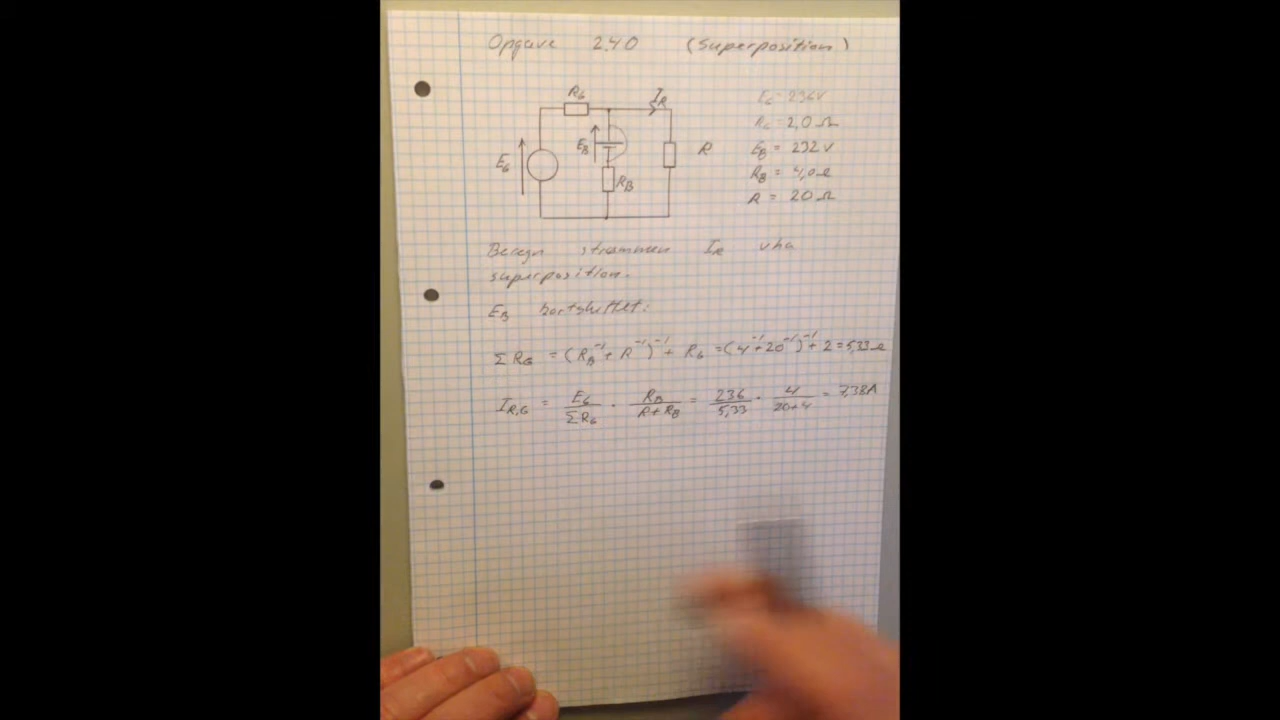 Opgave 2.40 (Superposition)
R_G
I_R
E_G
E_B
R_B
R
E_G = 236V
R_G = 2,0 Ω
E_B = 232 V
R_B = 4,0 Ω
R = 20 Ω
Beregn strømmen I_R vha
superposition.
E_B bortshuttet:
ΣR_G = (R_B⁻¹ + R⁻¹)⁻¹ + R_G = (4⁻¹ + 20⁻¹)⁻¹ + 2 = 5,33 Ω
I_R,G = E_G/ΣR_G · R_B/(R + R_B) = 236/5,33 · 4/(20+4) = 7,38A